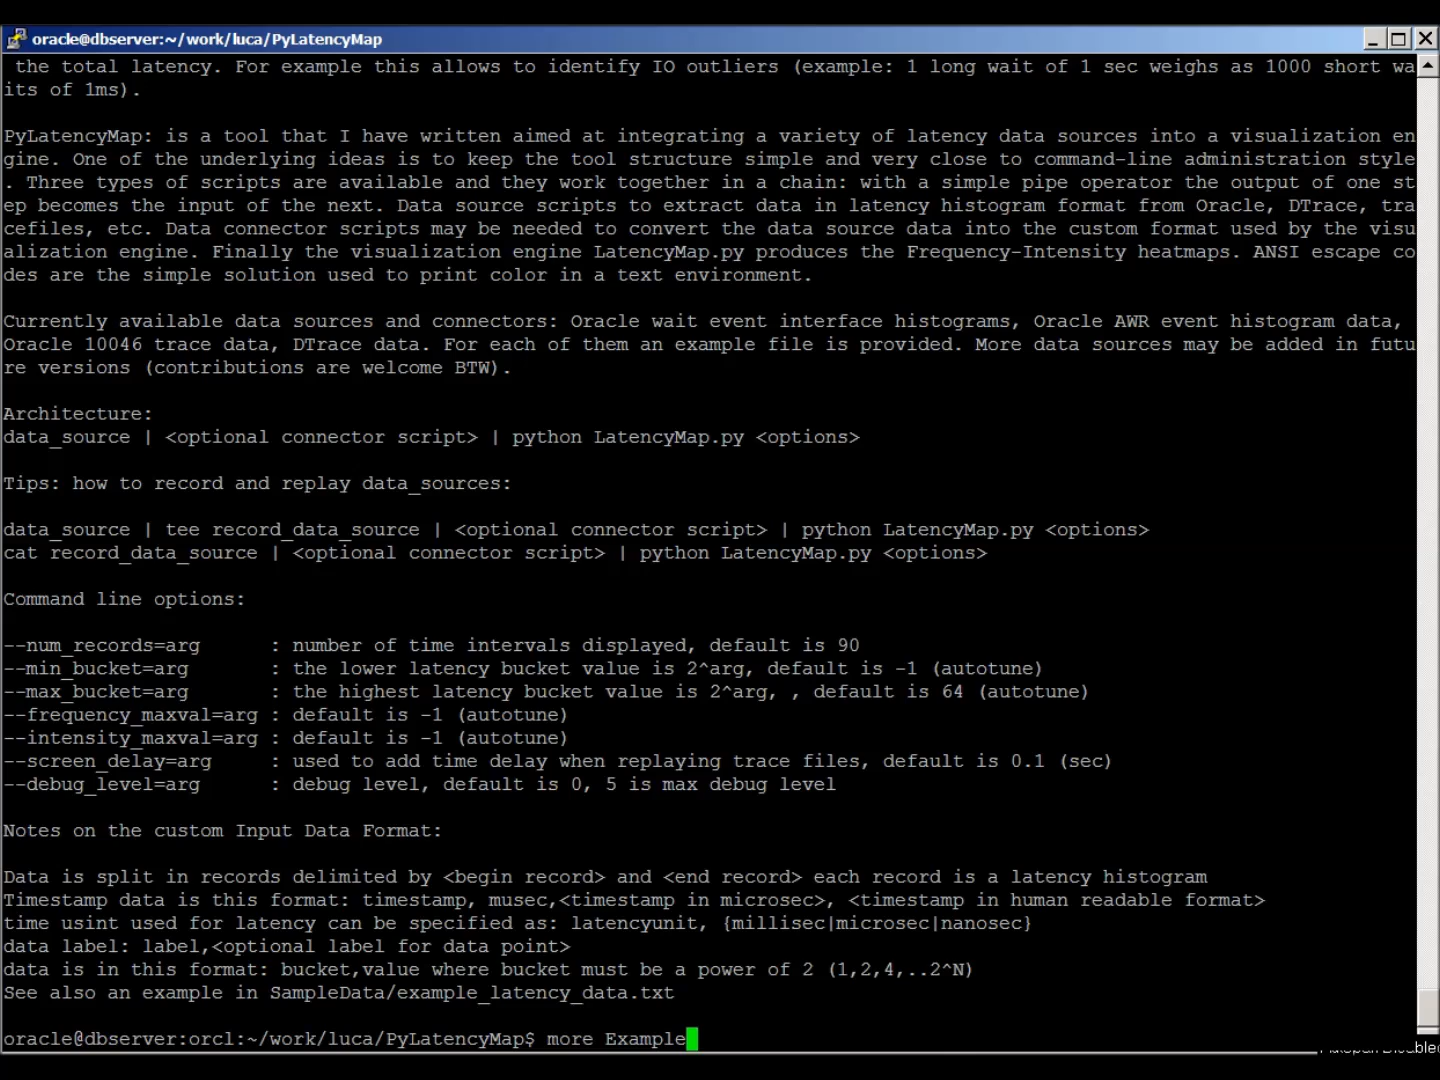 oracle@dbserver:~/work/luca/PyLatencyMap
the total latency. For example this allows to identify IO outliers (example: 1 long wait of 1 sec weighs as 1000 short wa
its of 1ms).
PyLatencyMap: is a tool that I have written aimed at integrating a variety of latency data sources into a visualization en
gine. One of the underlying ideas is to keep the tool structure simple and very close to command-line administration style
. Three types of scripts are available and they work together in a chain: with a simple pipe operator the output of one st
ep becomes the input of the next. Data source scripts to extract data in latency histogram format from Oracle, DTrace, tra
cefiles, etc. Data connector scripts may be needed to convert the data source data into the custom format used by the visu
alization engine. Finally the visualization engine LatencyMap.py produces the Frequency-Intensity heatmaps. ANSI escape co
des are the simple solution used to print color in a text environment.
Currently available data sources and connectors: Oracle wait event interface histograms, Oracle AWR event histogram data,
Oracle 10046 trace data, DTrace data. For each of them an example file is provided. More data sources may be added in futu
re versions (contributions are welcome BTW).
Architecture:
data_source | <optional connector script> | python LatencyMap.py <options>
Tips: how to record and replay data_sources:
data_source | tee record_data_source | <optional connector script> | python LatencyMap.py <options>
cat record_data_source | <optional connector script> | python LatencyMap.py <options>
Command line options:
--num_records=arg      : number of time intervals displayed, default is 90
--min_bucket=arg       : the lower latency bucket value is 2^arg, default is -1 (autotune)
--max_bucket=arg       : the highest latency bucket value is 2^arg, , default is 64 (autotune)
--frequency_maxval=arg : default is -1 (autotune)
--intensity_maxval=arg : default is -1 (autotune)
--screen_delay=arg     : used to add time delay when replaying trace files, default is 0.1 (sec)
--debug_level=arg      : debug level, default is 0, 5 is max debug level
Notes on the custom Input Data Format:
Data is split in records delimited by <begin record> and <end record> each record is a latency histogram
Timestamp data is this format: timestamp, musec,<timestamp in microsec>, <timestamp in human readable format>
time usint used for latency can be specified as: latencyunit, {millisec|microsec|nanosec}
data label: label,<optional label for data point>
data is in this format: bucket,value where bucket must be a power of 2 (1,2,4,..2^N)
See also an example in SampleData/example_latency_data.txt
oracle@dbserver:orcl:~/work/luca/PyLatencyMap$ more Example